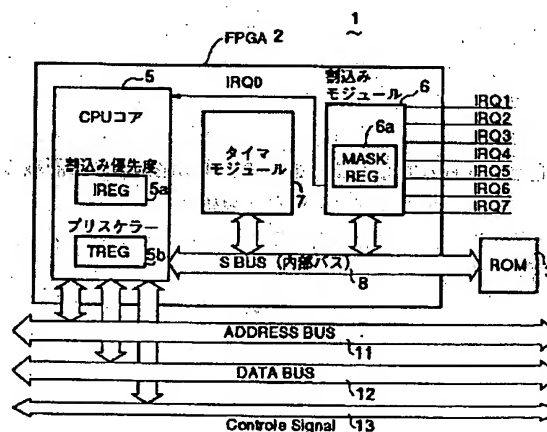 1
FPGA 2
5
CPUコア
IRQ0
割込み
モジュール
6
6a
MASK
REG
IRQ1
IRQ2
IRQ3
IRQ4
IRQ5
IRQ6
IRQ7
割込み優先度
IREG
5a
タイマ
モジュール
7
プリスケラー
TREG
5b
S BUS (内部バス)
8
ROM
ADDRESS BUS
11
DATA BUS
12
Controle Signal
13